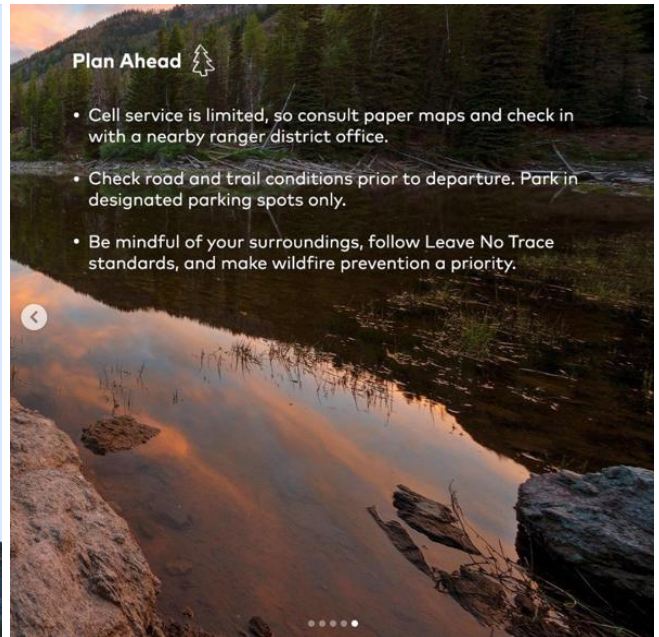 Plan Ahead
• Cell service is limited, so consult paper maps and check in
with a nearby ranger district office.
• Check road and trail conditions prior to departure. Park in
designated parking spots only.
• Be mindful of your surroundings, follow Leave No Trace
standards, and make wildfire prevention a priority.